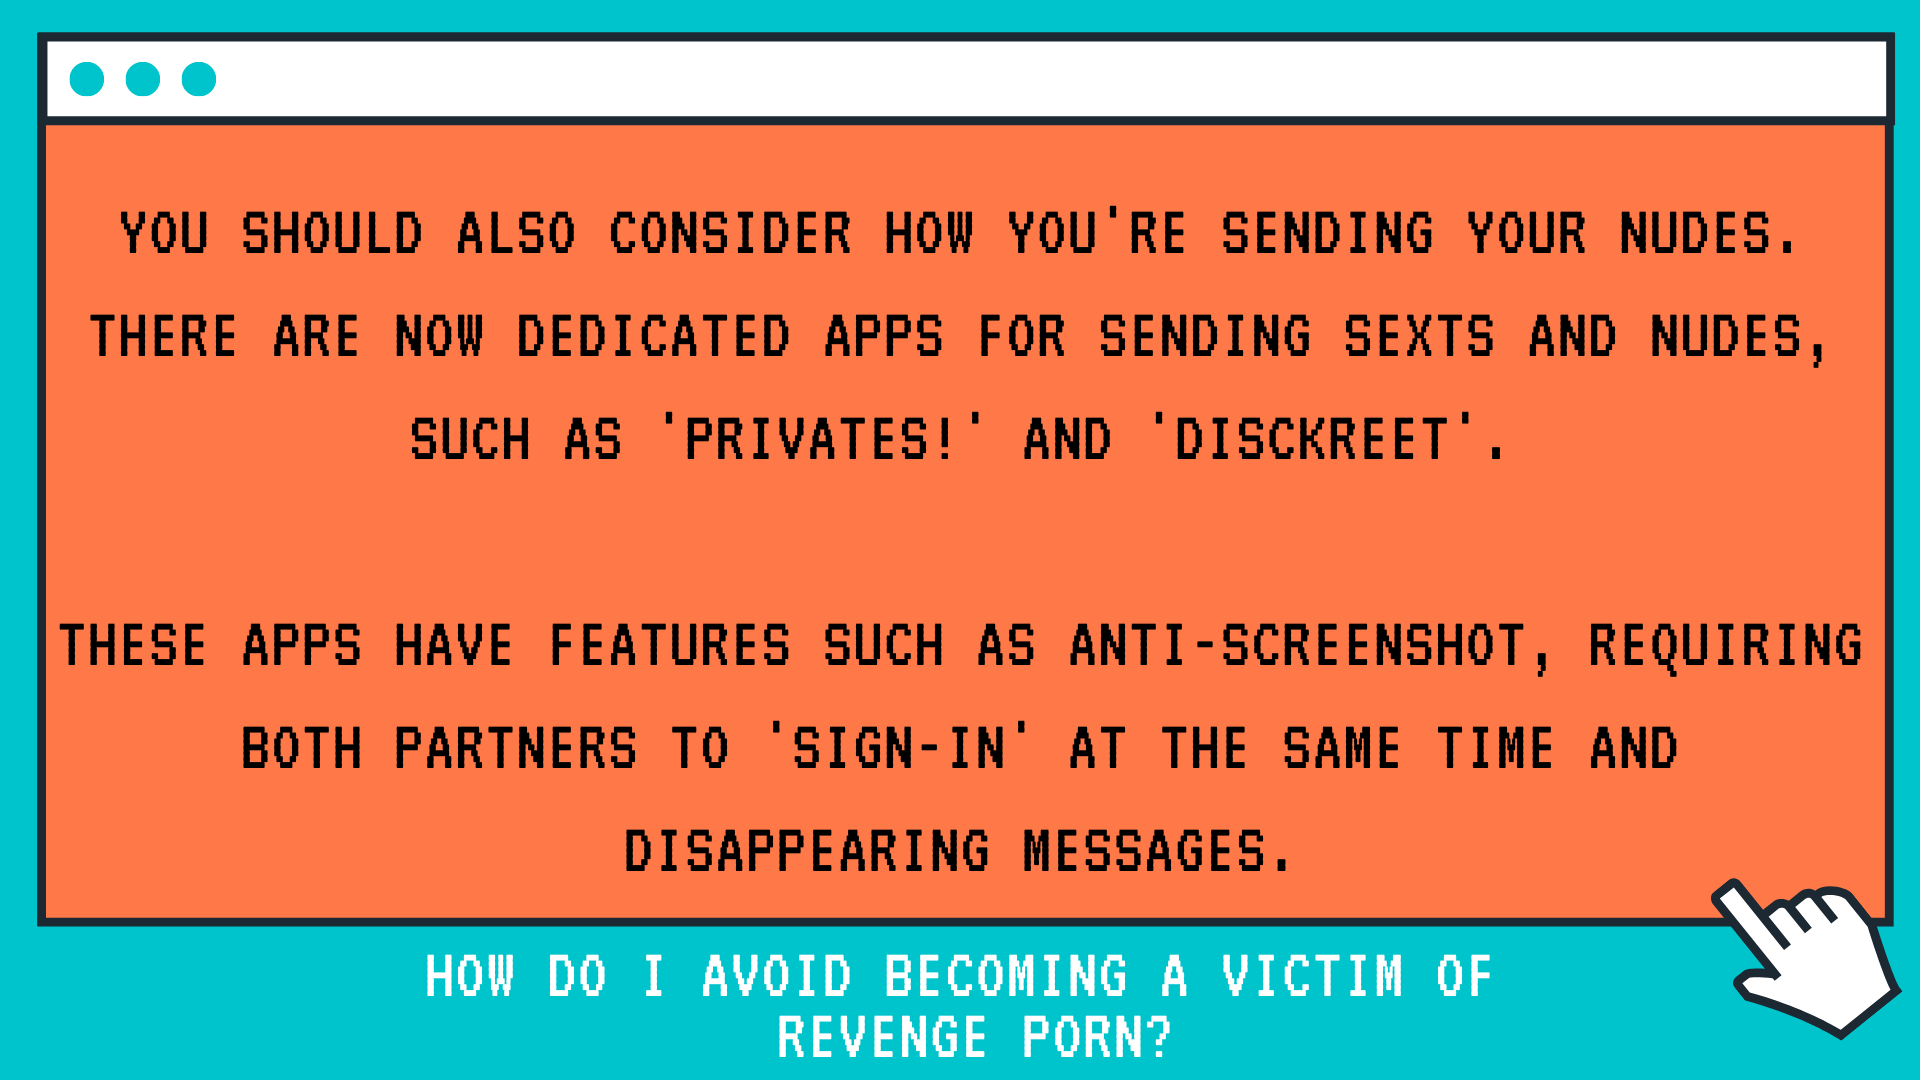 YOU SHOULD ALSO CONSIDER HOW YOU'RE SENDING YOUR NUDES.
THERE ARE NOW DEDICATED APPS FOR SENDING SEXTS AND NUDES,
SUCH AS 'PRIVATES!' AND 'DISCKREET'.
THESE APPS HAVE FEATURES SUCH AS ANTI-SCREENSHOT, REQUIRING
BOTH PARTNERS TO 'SIGN-IN' AT THE SAME TIME AND
DISAPPEARING MESSAGES.
HOW DO I AVOID BECOMING A VICTIM OF
REVENGE PORN?